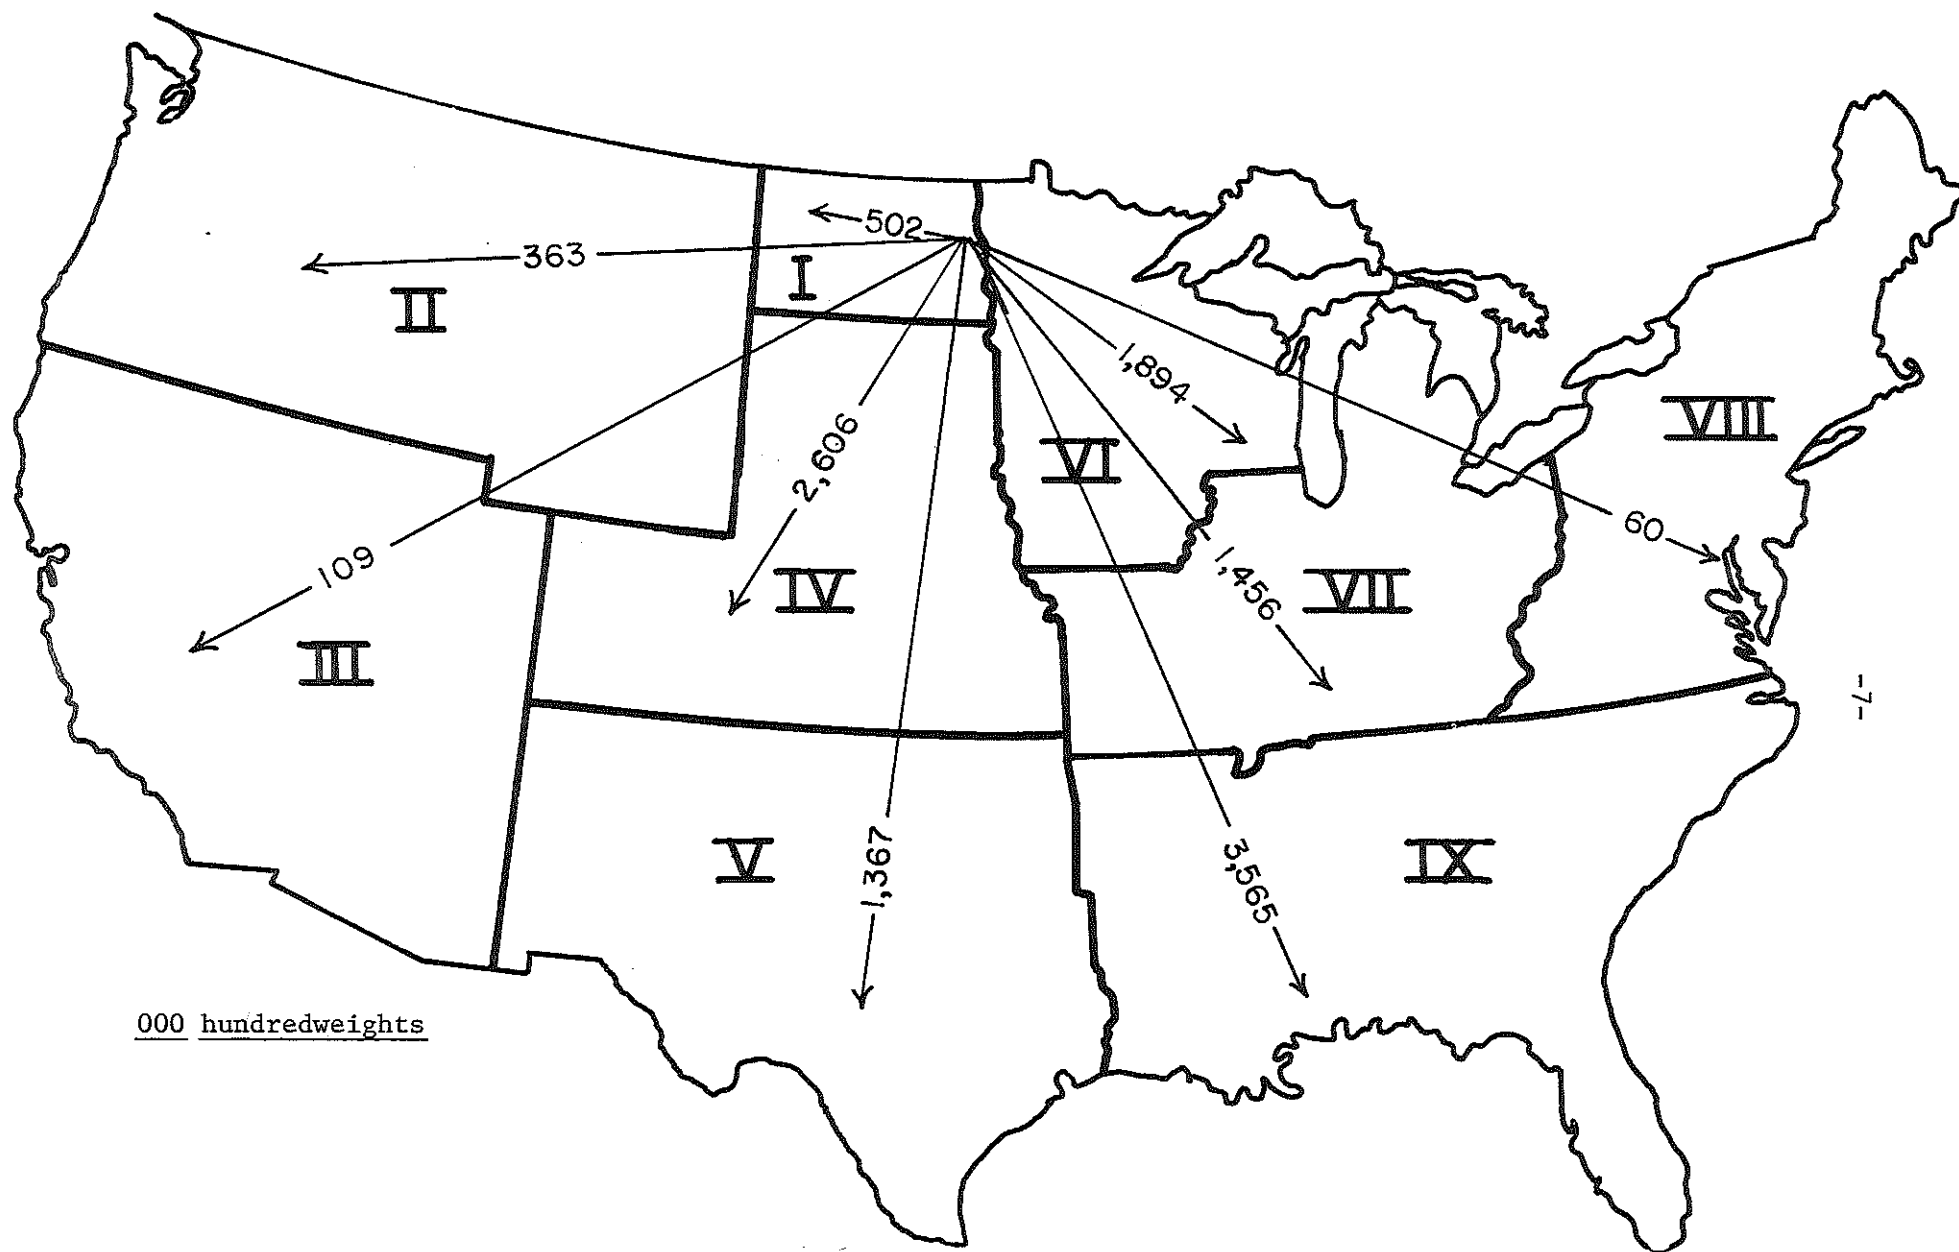 502
363
I
II
1,894
VIII
2,606
VI
60
109
1,456
IV
VII
III
-7-
V
1,367
3,565
IX
000 hundredweights